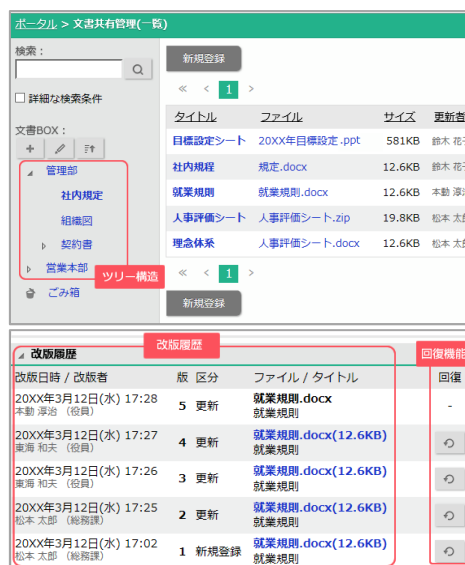 ポータル > 文書共有管理(一覧)
検索：
詳細な検索条件
文書BOX：
管理部
社内規定
組織図
契約書
営業本部
ごみ箱
ツリー構造
新規登録
« < 1 >
タイトル ファイル サイズ 更新者
目標設定シート 20XX年目標設定.ppt 581KB 鈴木 花子
社内規程 規定.docx 12.6KB 鈴木 花子
就業規則 就業規則.docx 12.6KB 本動 淳治
人事評価シート 人事評価シート.zip 19.8KB 松本 太郎
理念体系 人事評価シート.docx 12.6KB 松本 太郎
« < 1 >
新規登録
改版履歴
改版履歴
回復機能
改版日時 / 改版者 版 区分 ファイル / タイトル 回復
20XX年3月12日(水) 17:28 5 更新 就業規則.docx -
本動 淳治 （役員） 就業規則
20XX年3月12日(水) 17:27 4 更新 就業規則.docx(12.6KB)
東海 和夫 （役員） 就業規則
20XX年3月12日(水) 17:26 3 更新 就業規則.docx(12.6KB)
東海 和夫 （役員） 就業規則
20XX年3月12日(水) 17:25 2 更新 就業規則.docx(12.6KB)
松本 太郎 （総務課） 就業規則
20XX年3月12日(水) 17:02 1 新規登録 就業規則.docx(12.6KB)
松本 太郎 （総務課） 就業規則